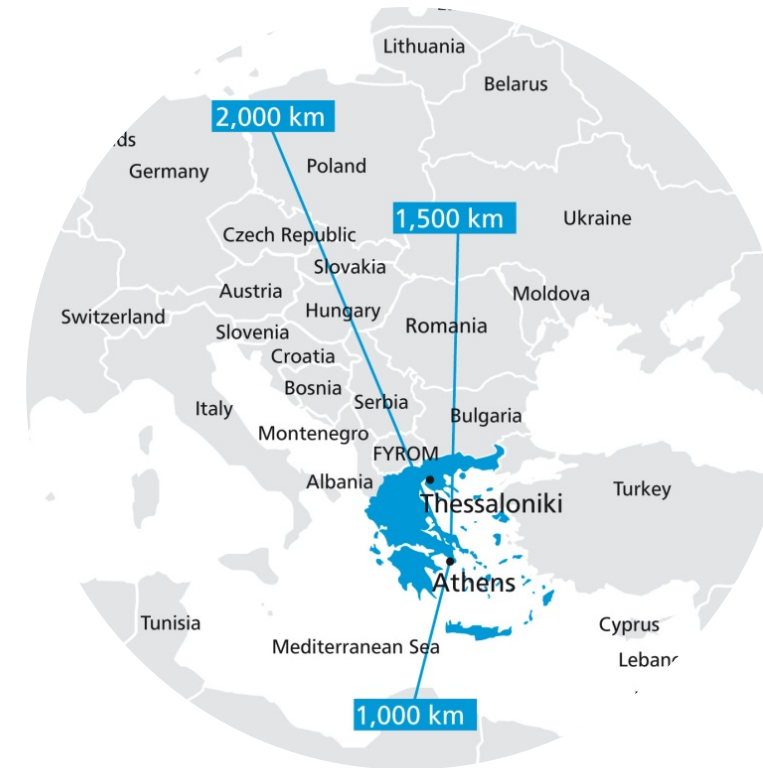 Lithuania
Belarus
2,000 km
Germany
Poland
1,500 km
Ukraine
Czech Republic
Slovakia
Austria
Moldova
Hungary
Switzerland
Romania
Slovenia
Croatia
Bosnia
Serbia
Italy
Bulgaria
Montenegro
FYROM
Albania
Turkey
Thessaloniki
Athens
Tunisia
Cyprus
Mediterranean Sea
1,000 km